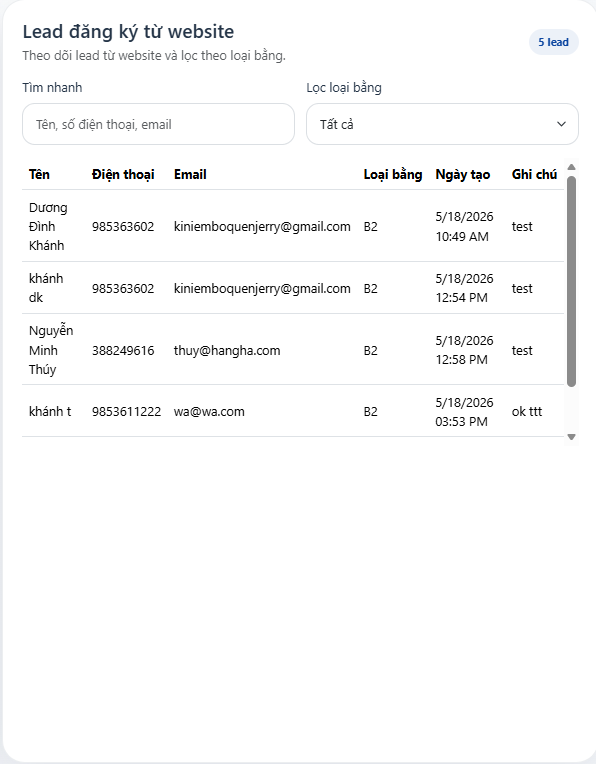 Lead đăng ký từ website
5 lead
Theo dõi lead từ website và lọc theo loại bằng.
Tìm nhanh
Lọc loại bằng
Tên, số điện thoại, email
Tất cả
Tên Điện thoại Email Loại bằng Ngày tạo Ghi chú
Dương
Đình
Khánh
985363602 kiniemboquenjerry@gmail.com B2
5/18/2026
10:49 AM
test
khánh
dk
985363602 kiniemboquenjerry@gmail.com B2
5/18/2026
12:54 PM
test
Nguyễn
Minh
Thúy
388249616 thuy@hangha.com B2
5/18/2026
12:58 PM
test
khánh t 9853611222 wa@wa.com B2
5/18/2026
03:53 PM
ok ttt